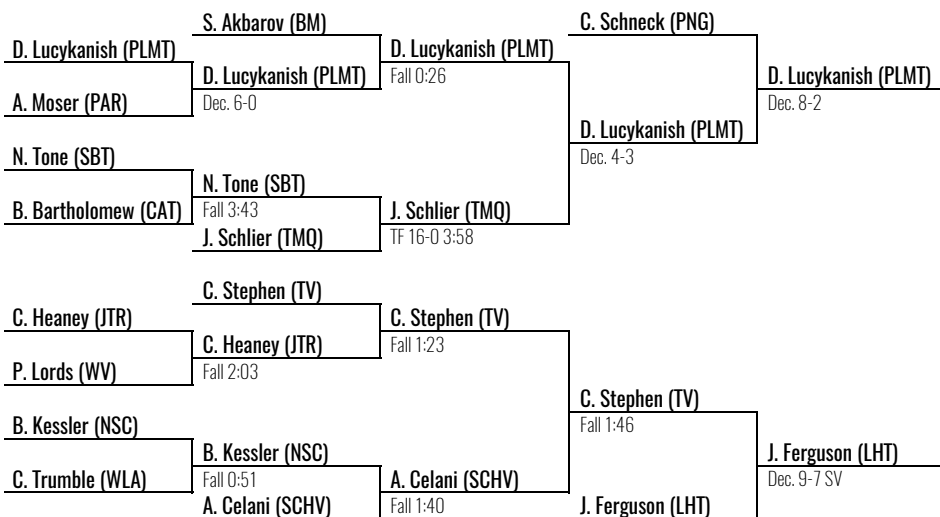 S. Akbarov (BM)
C. Schneck (PNG)
D. Lucykanish (PLMT)
D. Lucykanish (PLMT)
D. Lucykanish (PLMT)
Fall 0:26
D. Lucykanish (PLMT)
A. Moser (PAR)
Dec. 6-0
Dec. 8-2
D. Lucykanish (PLMT)
N. Tone (SBT)
Dec. 4-3
N. Tone (SBT)
B. Bartholomew (CAT)
Fall 3:43
J. Schlier (TMQ)
J. Schlier (TMQ)
TF 16-0 3:58
C. Stephen (TV)
C. Heaney (JTR)
C. Stephen (TV)
C. Heaney (JTR)
Fall 1:23
P. Lords (WV)
Fall 2:03
C. Stephen (TV)
B. Kessler (NSC)
Fall 1:46
B. Kessler (NSC)
J. Ferguson (LHT)
C. Trumble (WLA)
Fall 0:51
A. Celani (SCHV)
Dec. 9-7 SV
A. Celani (SCHV)
Fall 1:40
J. Ferguson (LHT)